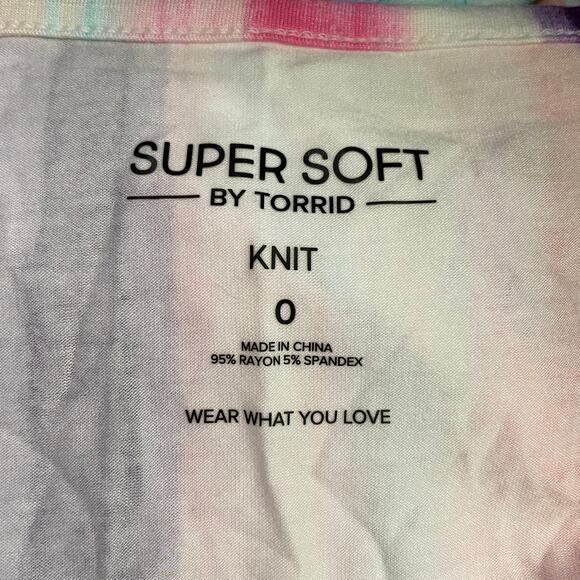 SUPER SOFT
BY TORRID
KNIT
0
MADE IN CHINA
95% RAYON 5% SPANDEX
WEAR WHAT YOU LOVE